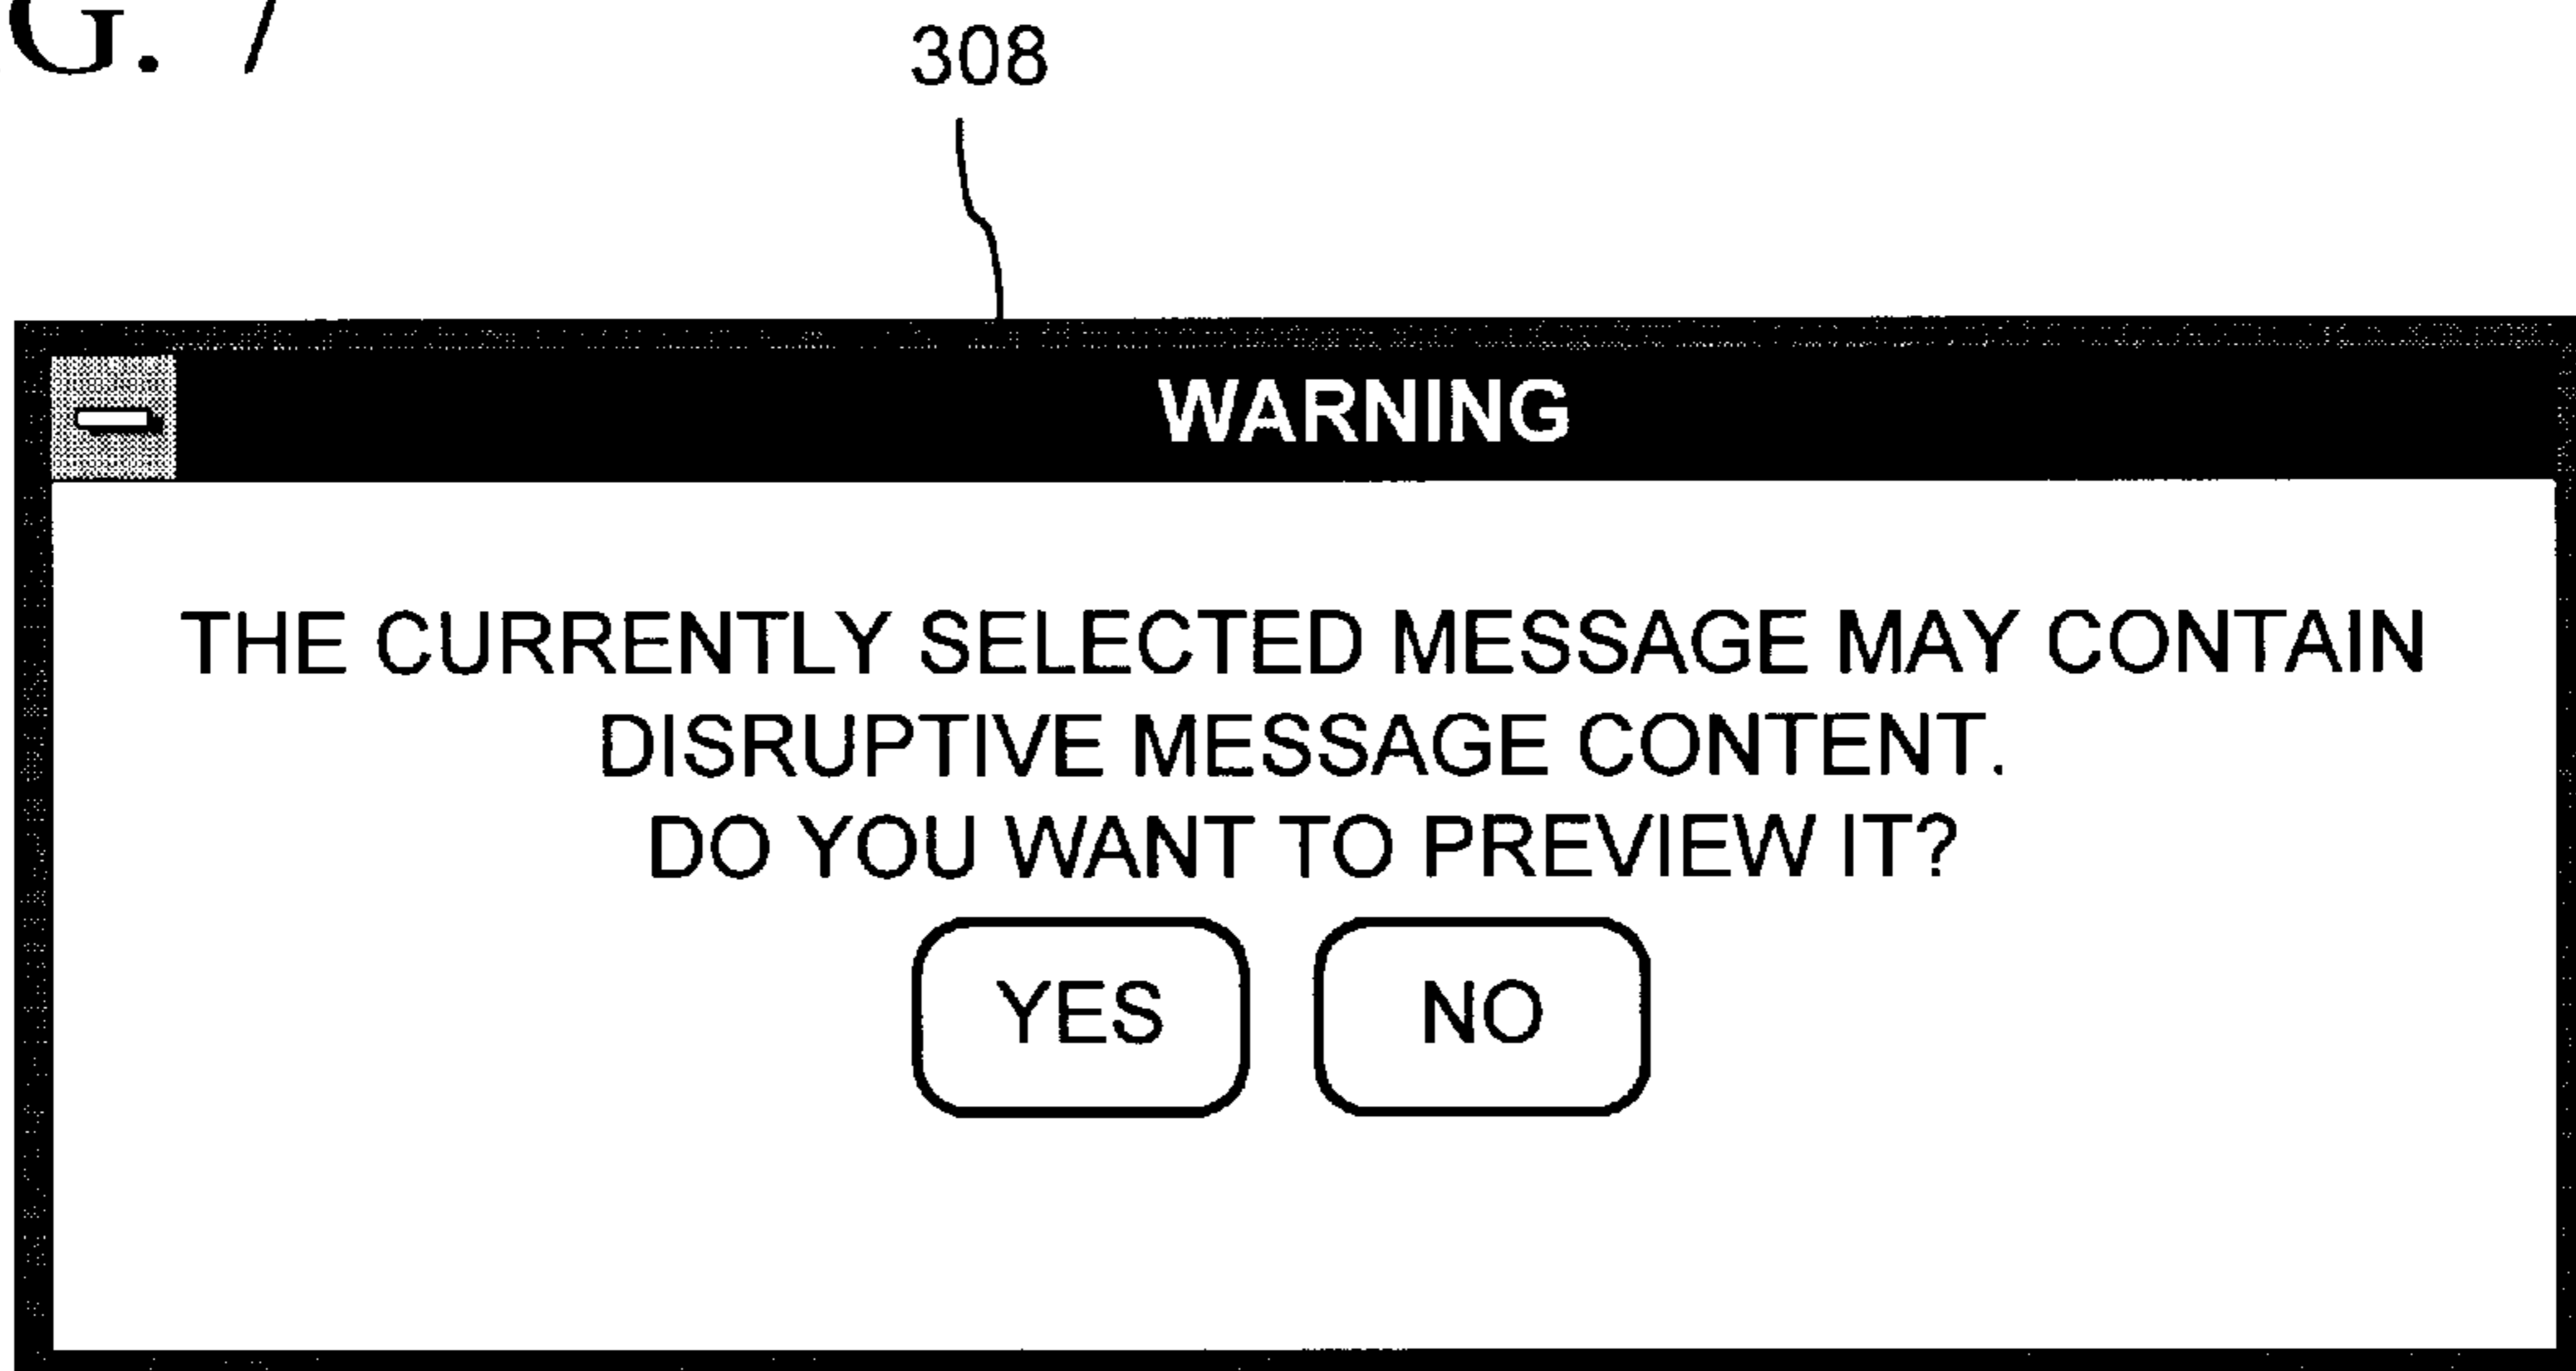 G. 7
308
WARNING
THE CURRENTLY SELECTED MESSAGE MAY CONTAIN
DISRUPTIVE MESSAGE CONTENT.
DO YOU WANT TO PREVIEW IT?
YES NO